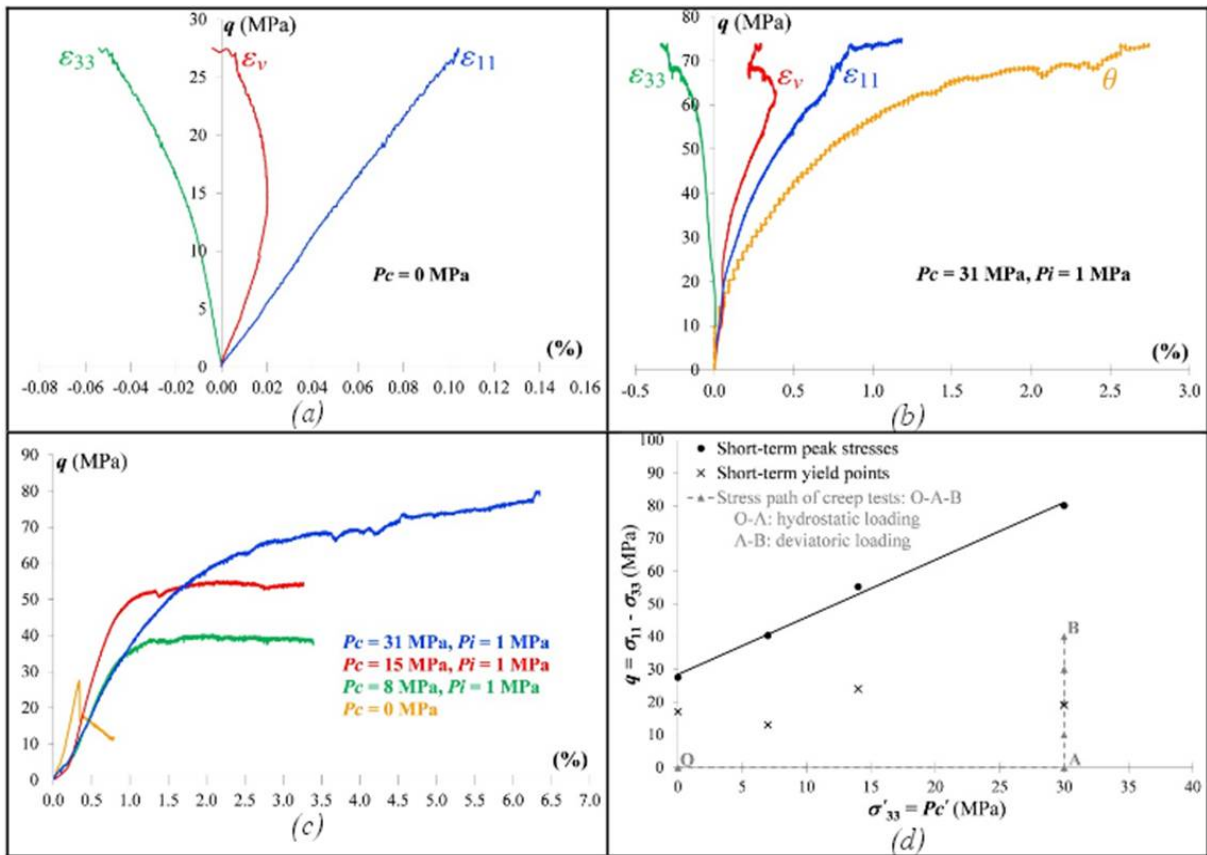 q (MPa)
30
ε33
εv
ε11
25
20
15
10
Pc = 0 MPa
5
(%)
0
-0.08 -0.06 -0.04 -0.02 0.00 0.02 0.04 0.06 0.08 0.10 0.12 0.14 0.16
(a)
q (MPa)
80
70
ε33
εv
ε11
θ
60
50
40
30
20
Pc = 31 MPa, Pi = 1 MPa
10
(%)
0
-0.5 0.0 0.5 1.0 1.5 2.0 2.5 3.0
(b)
90
q (MPa)
80
70
60
50
40
Pc = 31 MPa, Pi = 1 MPa
Pc = 15 MPa, Pi = 1 MPa
30
Pc = 8 MPa, Pi = 1 MPa
20
Pc = 0 MPa
10
(%)
0
0.0 0.5 1.0 1.5 2.0 2.5 3.0 3.5 4.0 4.5 5.0 5.5 6.0 6.5 7.0
(c)
100
Short-term peak stresses
90
Short-term yield points
80
Stress path of creep tests: O-A-B
O-A: hydrostatic loading
70
A-B: deviatoric loading
60
50
40
B
30
20
10
O
A
0
q = σ11 - σ33 (MPa)
0 5 10 15 20 25 30 35 40
σ'33 = Pc' (MPa)
(d)